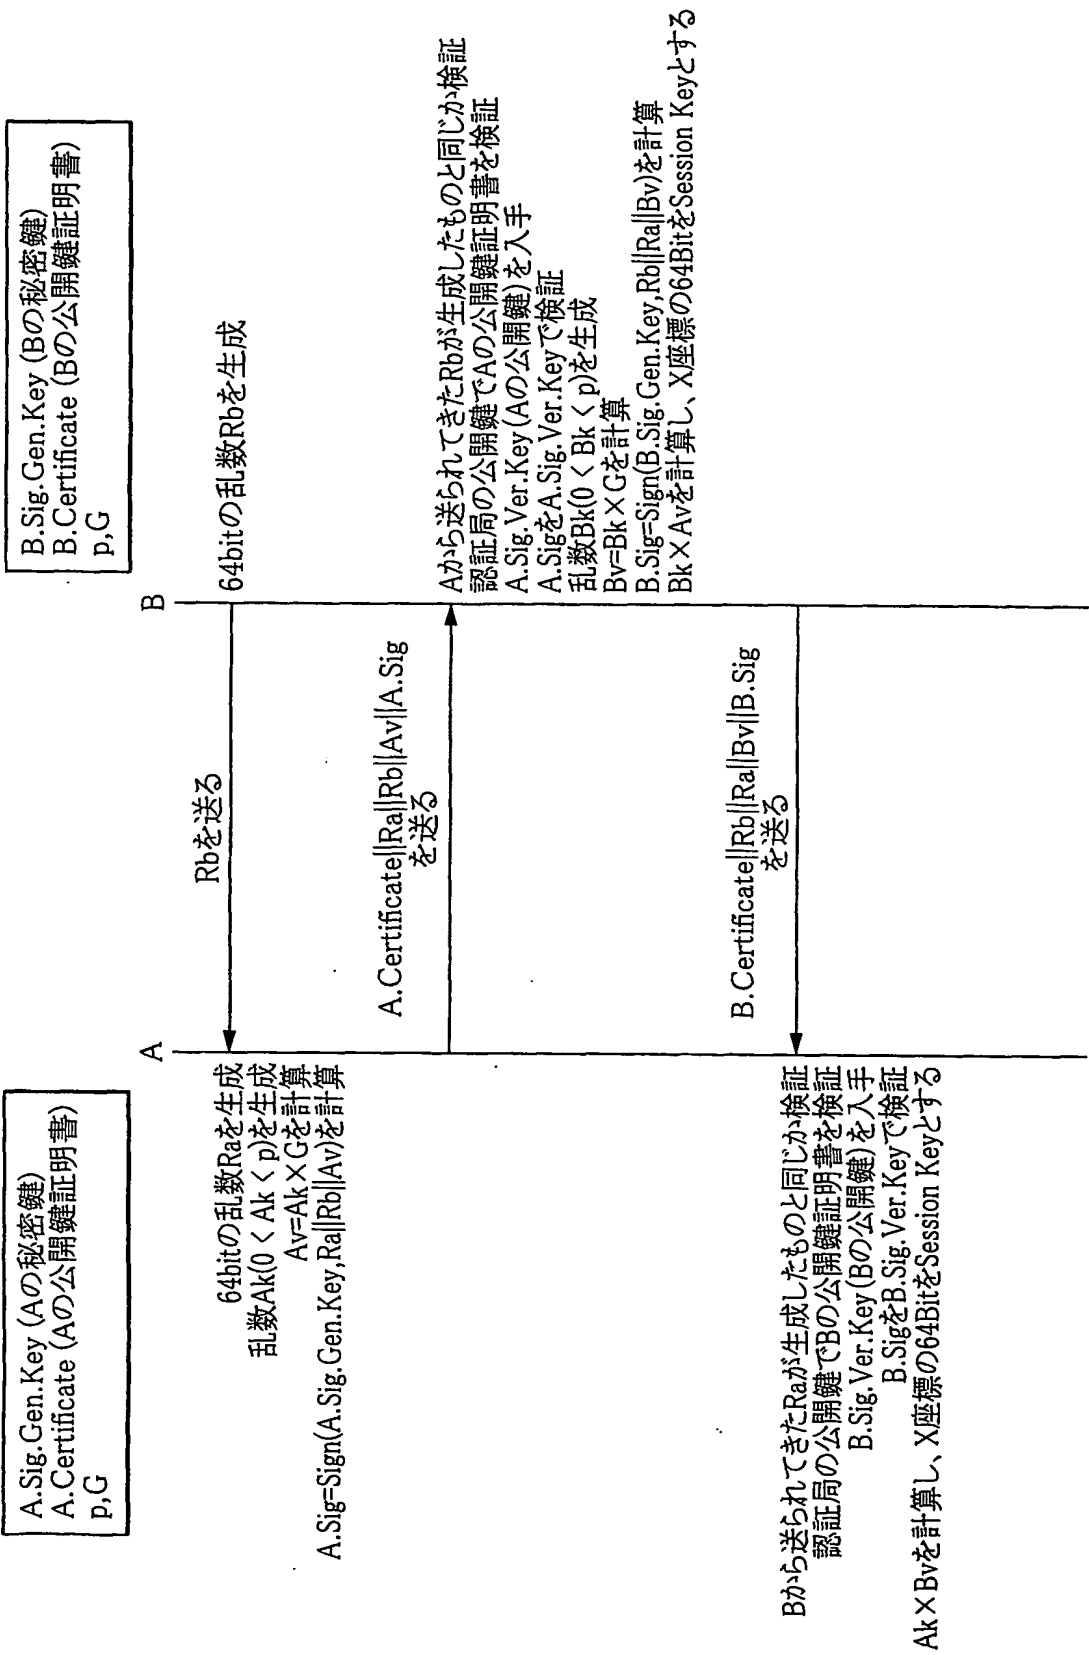 A.Sig.Gen.Key (Aの秘密鍵)
A.Certificate (Aの公開鍵証明書)
p,G
B.Sig.Gen.Key (Bの秘密鍵)
B.Certificate (Bの公開鍵証明書)
p,G
A
B
Rbを送る
64bitの乱数Rbを生成
64bitの乱数Raを生成
乱数Ak(0 < Ak < p)を生成
Av=Ak×Gを計算
A.Sig=Sign(A.Sig.Gen.Key,Ra||Rb||Av)を計算
A.Certificate||Ra||Rb||Av||A.Sig
を送る
Aから送られてきたRbが生成したものと同じか検証
認証局の公開鍵でAの公開鍵証明書を検証
A.Sig.Ver.Key(Aの公開鍵)を入手
A.SigをA.Sig.Ver.Keyで検証
乱数Bk(0 < Bk < p)を生成
Bv=Bk×Gを計算
B.Sig=Sign(B.Sig.Gen.Key,Rb||Ra||Bv)を計算
Bk×Avを計算し、X座標の64BitをSession Keyとする
B.Certificate||Rb||Ra||Bv||B.Sig
を送る
Bから送られてきたRaが生成したものと同じか検証
認証局の公開鍵でBの公開鍵証明書を検証
B.Sig.Ver.Key(Bの公開鍵)を入手
B.SigをB.Sig.Ver.Keyで検証
Ak×Bvを計算し、X座標の64BitをSession Keyとする